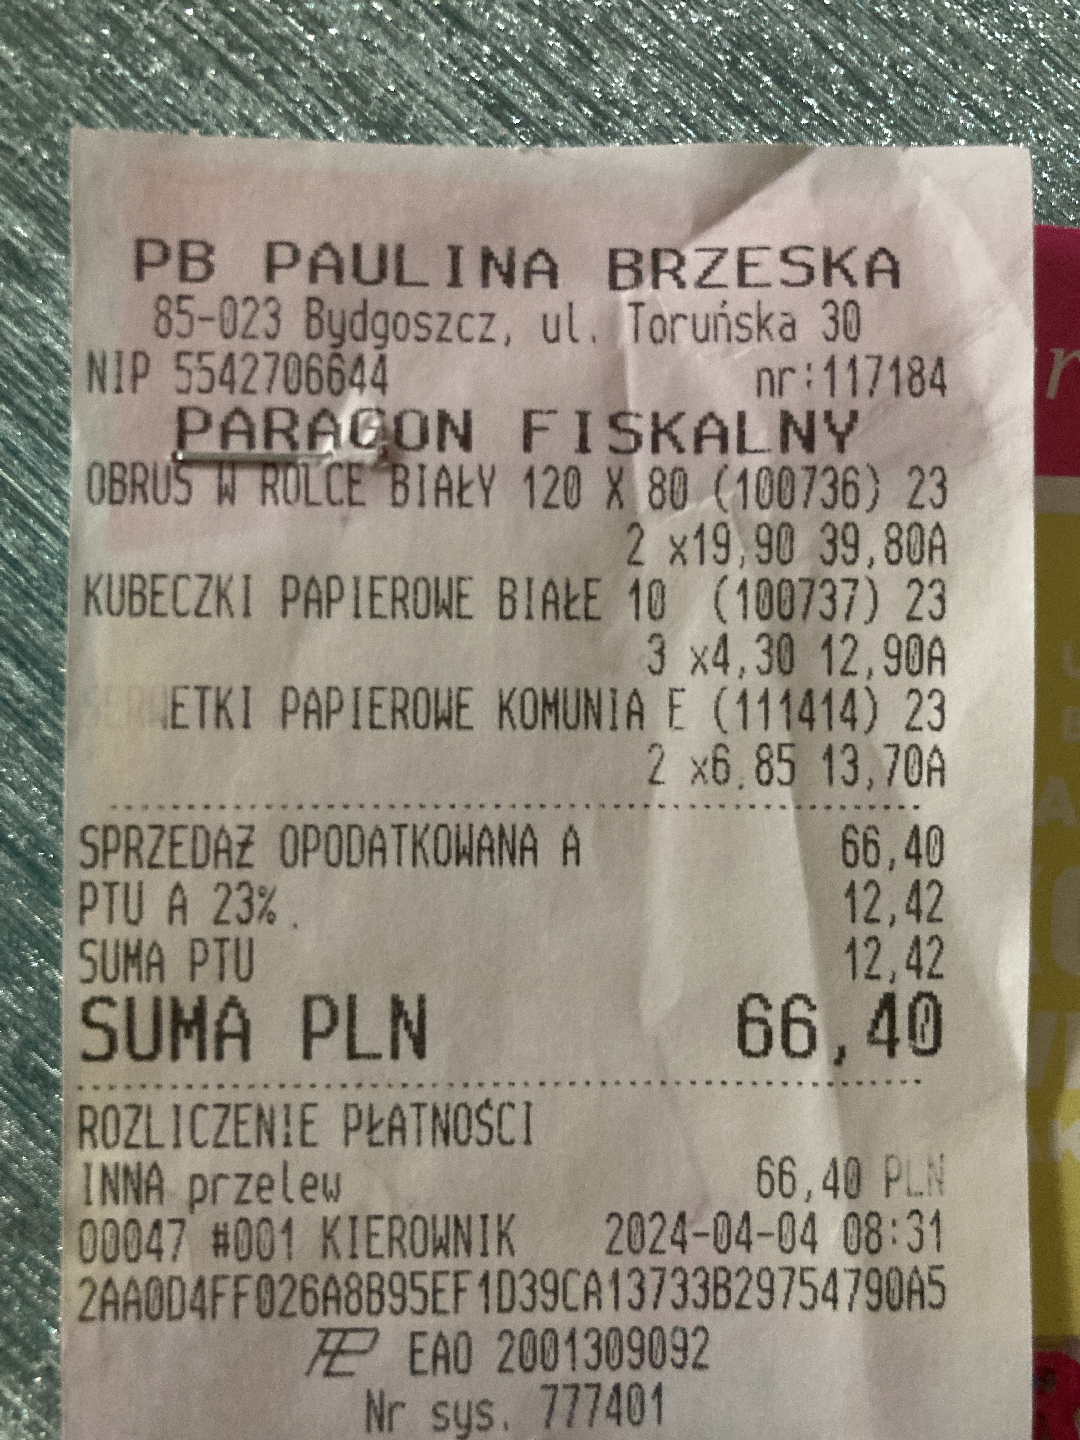 PB PAULINA BRZESKA
85-023 Bydgoszcz, ul. Toruńska 30
NIP 5542706644 nr:117184
PARAGON FISKALNY
OBRUS W ROLCE BIAŁY 120 X 80 (100736) 23
2 x19,90 39,80A
KUBECZKI PAPIEROWE BIAŁE 10 (100737) 23
3 x4,30 12,90A
SERWETKI PAPIEROWE KOMUNIA E (111414) 23
2 x6,85 13,70A
SPRZEDAŻ OPODATKOWANA A 66,40
PTU A 23% 12,42
SUMA PTU 12,42
SUMA PLN 66,40
ROZLICZENIE PŁATNOŚCI
INNA przelew 66,40 PLN
00047 #001 KIEROWNIK 2024-04-04 08:31
2AA0D4FF026A8B95EF1D39CA13733B29754790A5
EAO 2001309092
Nr sys. 777401